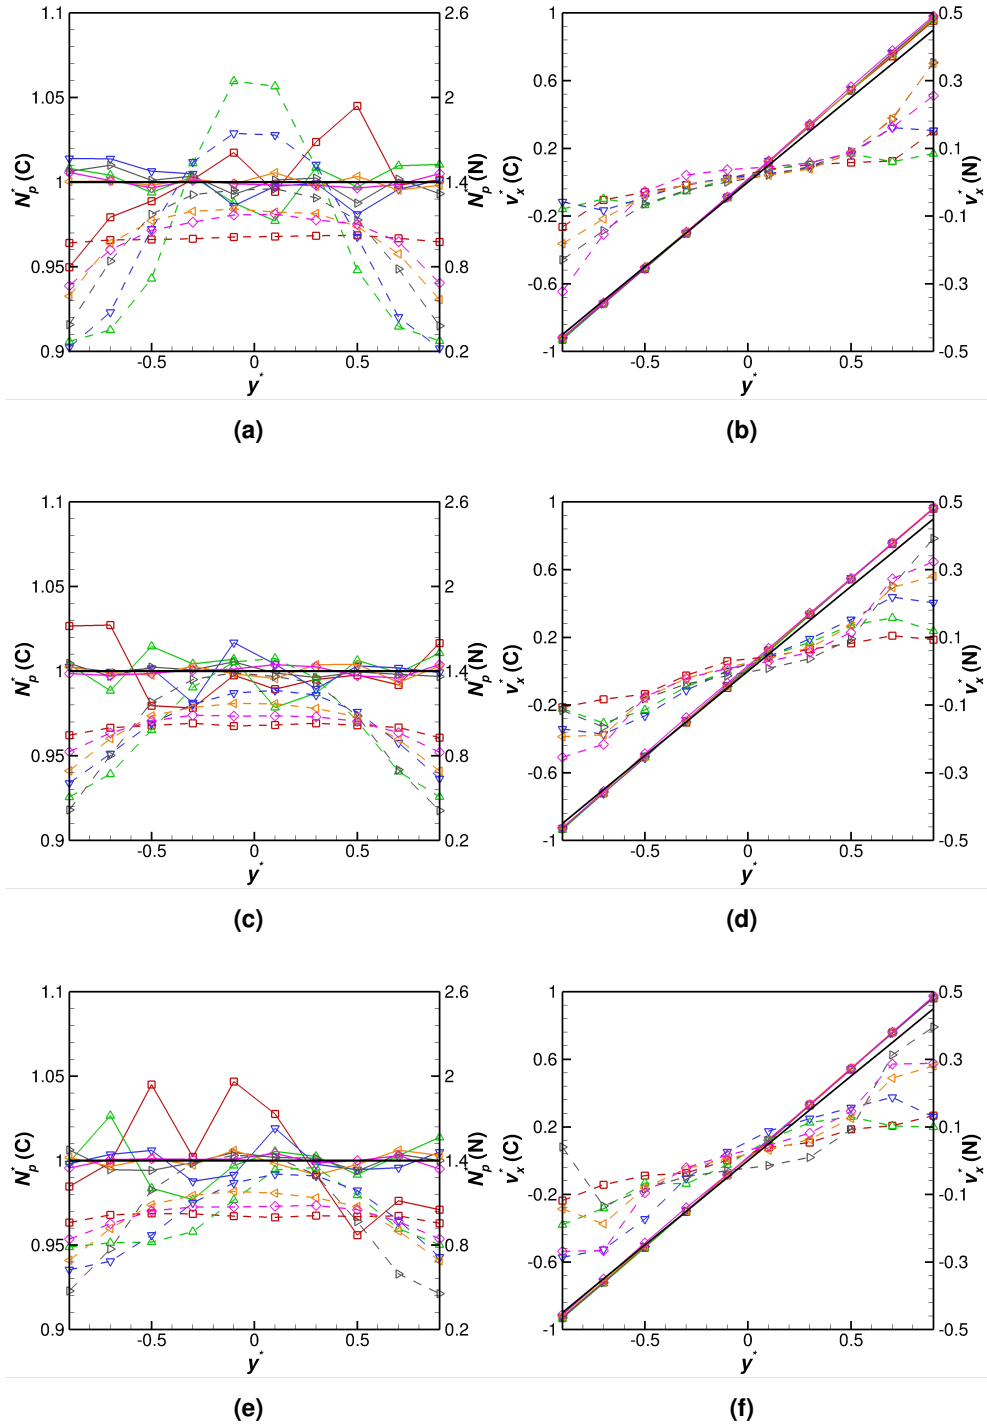 1.1 2.6 1 0.5
1.05 2 0.6 0.3
N*p (C) 1 1.4 N*p (N) v*x (C) 0.2 0.1 v*x (N)
-0.2 -0.1
0.95 0.8 -0.6 -0.3
0.9 0.2 -1 -0.5
-0.5 0 0.5 -0.5 0 0.5
y* y*
(a) (b)
1.1 2.6 1 0.5
1.05 2 0.6 0.3
N*p (C) 1 1.4 N*p (N) v*x (C) 0.2 0.1 v*x (N)
-0.2 -0.1
0.95 0.8 -0.6 -0.3
0.9 0.2 -1 -0.5
-0.5 0 0.5 -0.5 0 0.5
y* y*
(c) (d)
1.1 2.6 1 0.5
1.05 2 0.6 0.3
N*p (C) 1 1.4 N*p (N) v*x (C) 0.2 0.1 v*x (N)
-0.2 -0.1
0.95 0.8 -0.6 -0.3
0.9 0.2 -1 -0.5
-0.5 0 0.5 -0.5 0 0.5
y* y*
(e) (f)